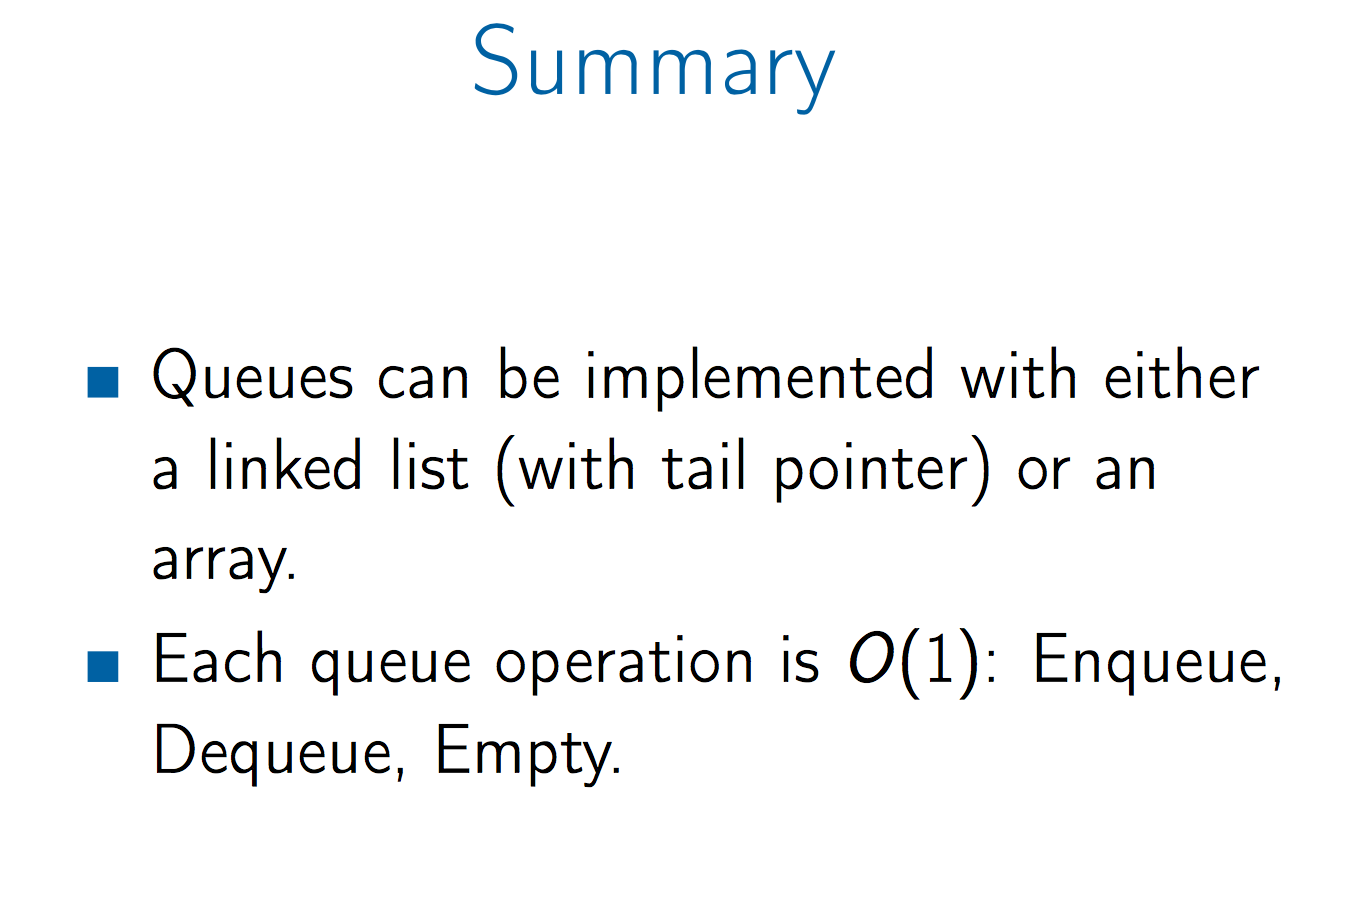 Summary
Queues can be implemented with either
a linked list (with tail pointer) or an
array.
Each queue operation is O(1): Enqueue,
Dequeue, Empty.